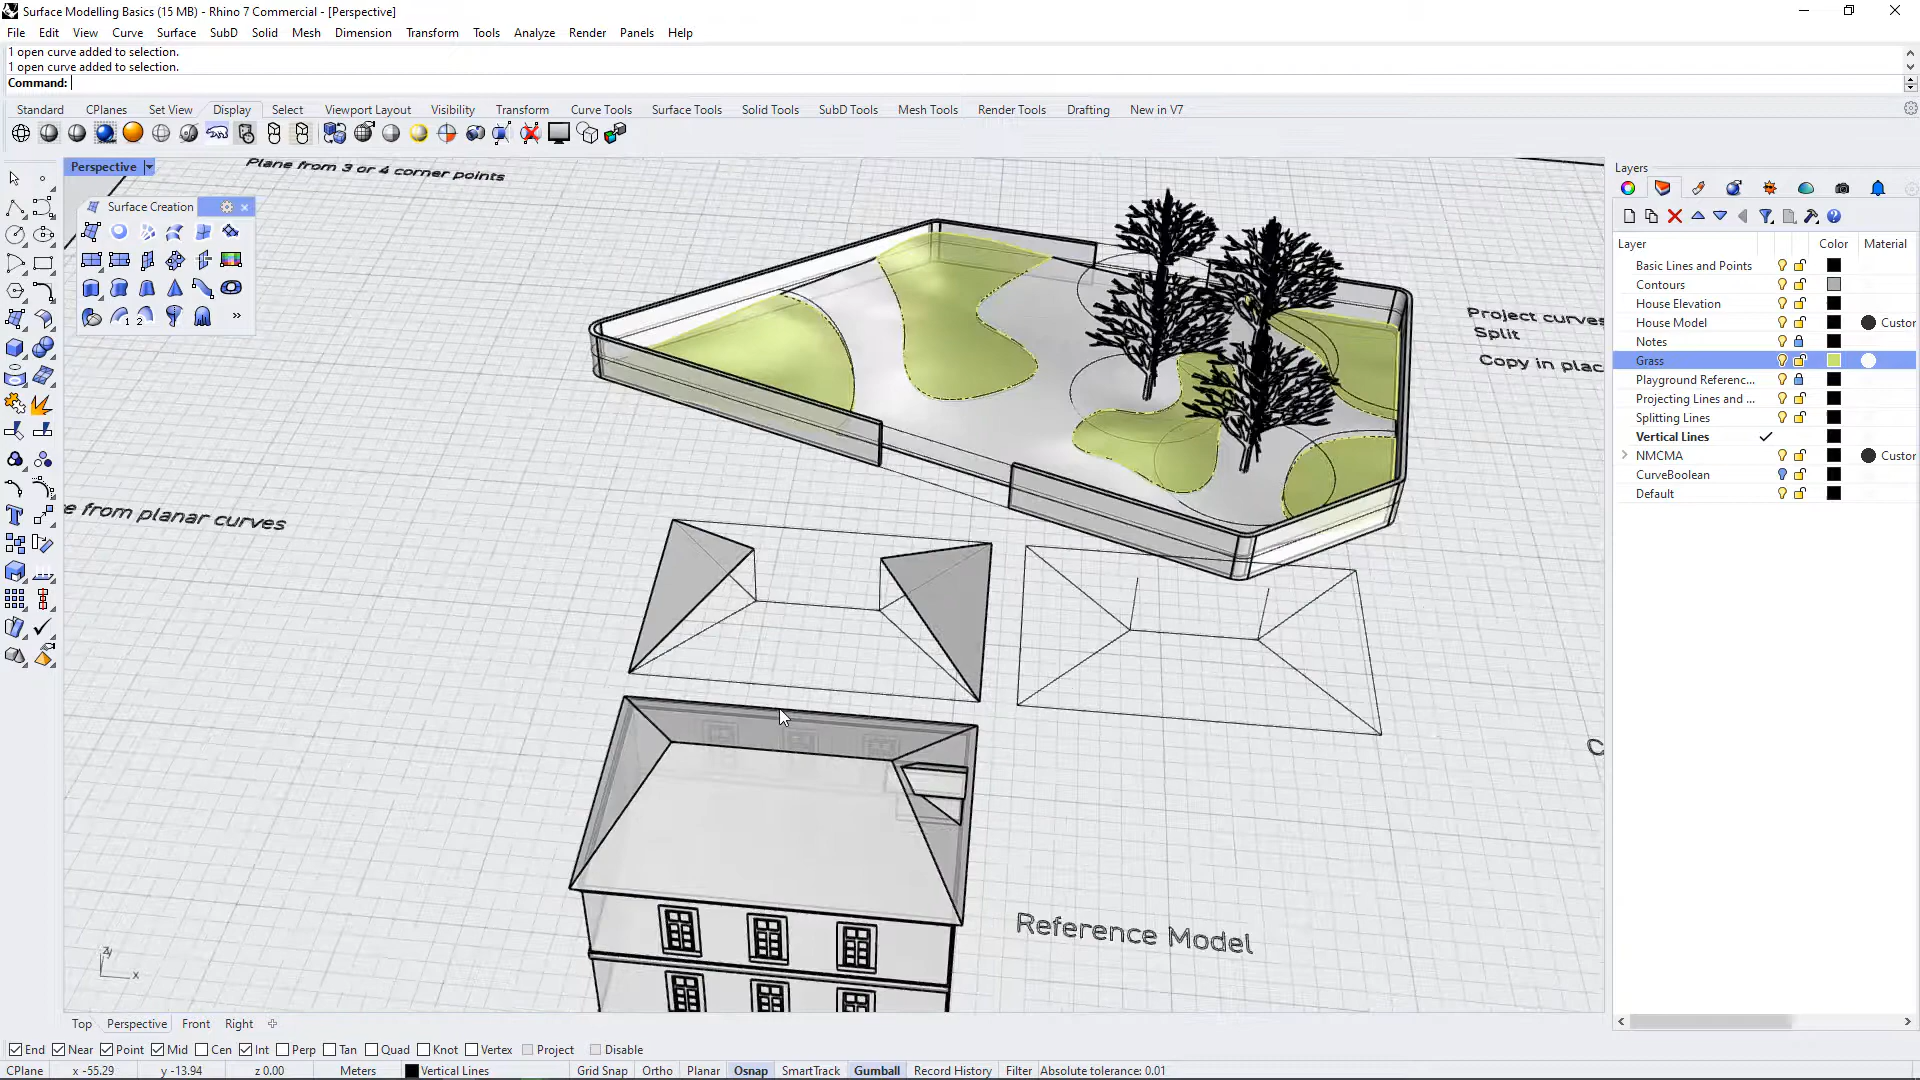 Surface Modelling Basics (15 MB) - Rhino 7 Commercial - [Perspective]
File Edit View Curve Surface SubD Solid Mesh Dimension Transform Tools Analyze Render Panels Help
1 open curve added to selection.
1 open curve added to selection.
Command:
Standard CPlanes Set View Display Select Viewport Layout Visibility Transform Curve Tools Surface Tools Solid Tools SubD Tools Mesh Tools Render Tools Drafting New in V7
Perspective
Plane from 3 or 4 corner points
Surface Creation
1 2 »
Project curves
Split
Copy in plac
e from planar curves
Reference Model
C
Layers
Layer Color Material
Basic Lines and Points
Contours
House Elevation
House Model Custor
Notes
Grass
Playground Referenc...
Projecting Lines and ...
Splitting Lines
Vertical Lines
NMCMA Custor
CurveBoolean
Default
z y
x
Top Perspective Front Right
End Near Point Mid Cen Int Perp Tan Quad Knot Vertex Project Disable
CPlane x -55.29 y -13.94 z 0.00 Meters Vertical Lines Grid Snap Ortho Planar Osnap SmartTrack Gumball Record History Filter Absolute tolerance: 0.01